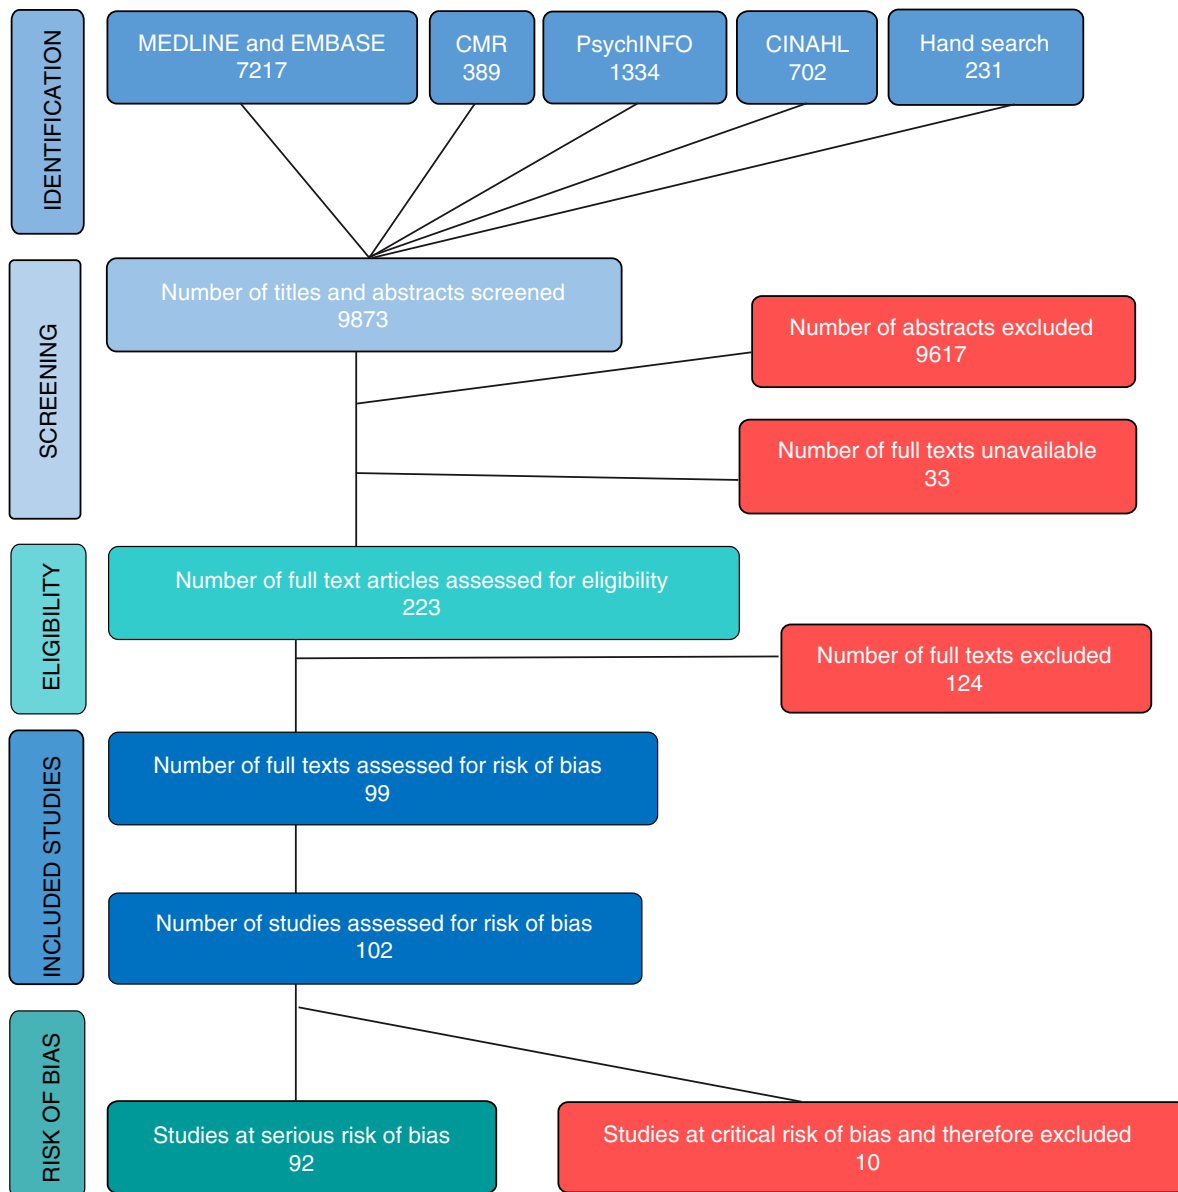 IDENTIFICATION
MEDLINE and EMBASE
7217
CMR
389
PsychINFO
1334
CINAHL
702
Hand search
231
SCREENING
Number of titles and abstracts screened
9873
Number of abstracts excluded
9617
Number of full texts unavailable
33
ELIGIBILITY
Number of full text articles assessed for eligibility
223
Number of full texts excluded
124
INCLUDED STUDIES
Number of full texts assessed for risk of bias
99
Number of studies assessed for risk of bias
102
RISK OF BIAS
Studies at serious risk of bias
92
Studies at critical risk of bias and therefore excluded
10